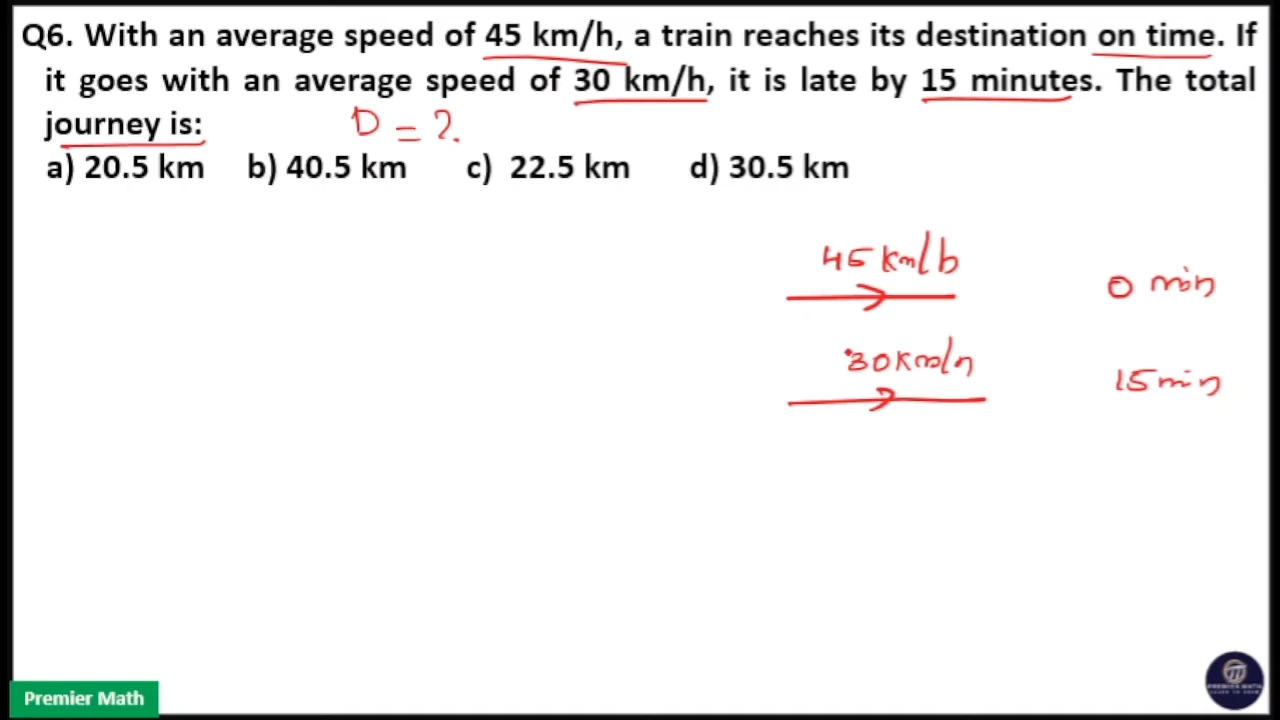 Q6. With an average speed of 45 km/h, a train reaches its destination on time. If
it goes with an average speed of 30 km/h, it is late by 15 minutes. The total
journey is:
D = ?.
a) 20.5 km b) 40.5 km c) 22.5 km d) 30.5 km
45 km/h 0 min
30 km/h 15 min
Premier Math
PREMIER MATH